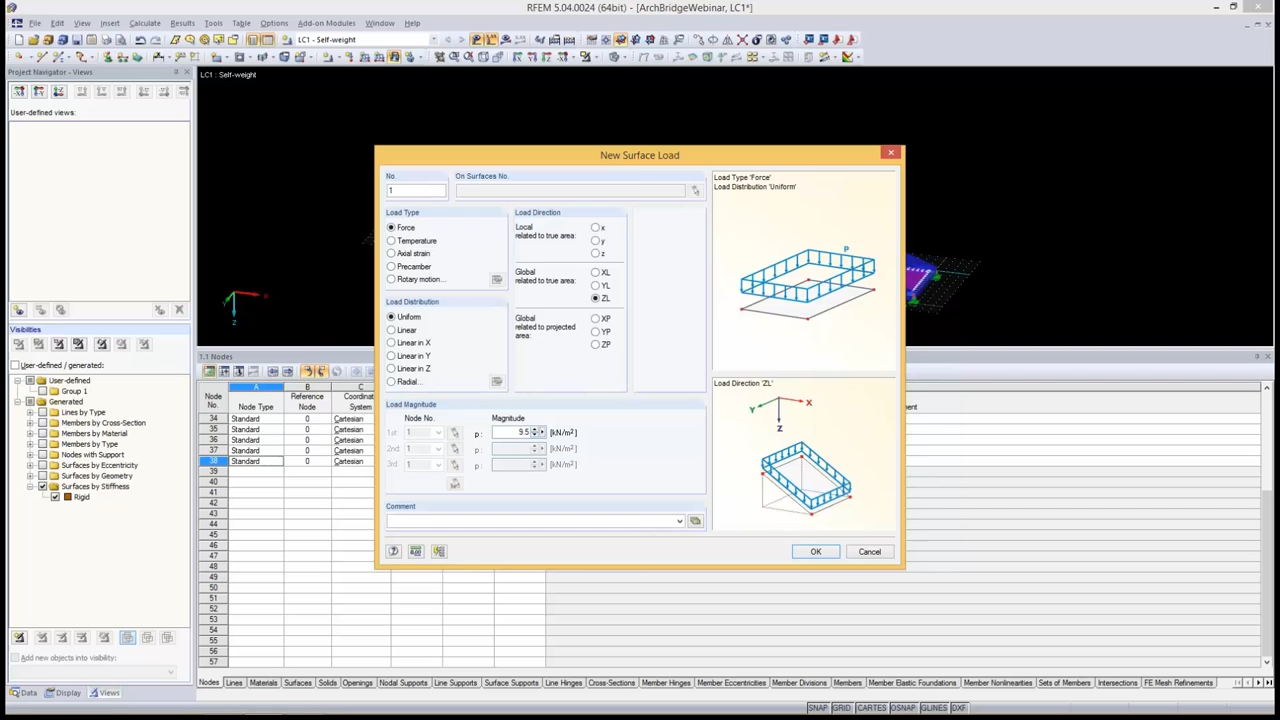 RFEM 5.04.0024 (64bit) - [ArchBridgeWebinar, LC1*]
File Edit View Insert Calculate Results Tools Table Options Add-on Modules Window Help
LC1 - Self-weight
Project Navigator - Views
LC1 : Self-weight
User-defined views:
Visibilities
User-defined / generated:
User-defined
Group 1
Generated
Lines by Type
Members by Cross-Section
Members by Material
Members by Type
Nodes with Support
Surfaces by Eccentricity
Surfaces by Geometry
Surfaces by Stiffness
Rigid
Add new objects into visibility:
Data Display Views
New Surface Load
No.
1
On Surfaces No.
Load Type
Force
Temperature
Axial strain
Precamber
Rotary motion...
Load Distribution
Uniform
Linear
Linear in X
Linear in Y
Linear in Z
Radial...
Load Direction
Local
related to true area:
x
y
z
Global
related to true area:
XL
YL
ZL
Global
related to projected
area:
XP
YP
ZP
Load Magnitude
Node No. Magnitude
1st: 1 p : 9.5 [kN/m²]
2nd: 1 p : [kN/m²]
3rd: 1 p : [kN/m²]
Comment
Load Type 'Force'
Load Distribution 'Uniform'
P
Load Direction 'ZL'
Y X
Z
OK Cancel
1.1 Nodes
A B C
Node
No.
Node Type
Reference
Node
Coordinat
System
34 Standard 0 Cartesian
35 Standard 0 Cartesian
36 Standard 0 Cartesian
37 Standard 0 Cartesian
38 Standard 0 Cartesian
39
40
41
42
43
44
45
46
47
48
49
50
51
52
53
54
55
56
57
Nodes Lines Materials Surfaces Solids Openings Nodal Supports Line Supports Surface Supports Line Hinges Cross-Sections Member Hinges Member Eccentricities Member Divisions Members Member Elastic Foundations Member Nonlinearities Sets of Members Intersections FE Mesh Refinements
SNAP GRID CARTES OSNAP GLINES DXF